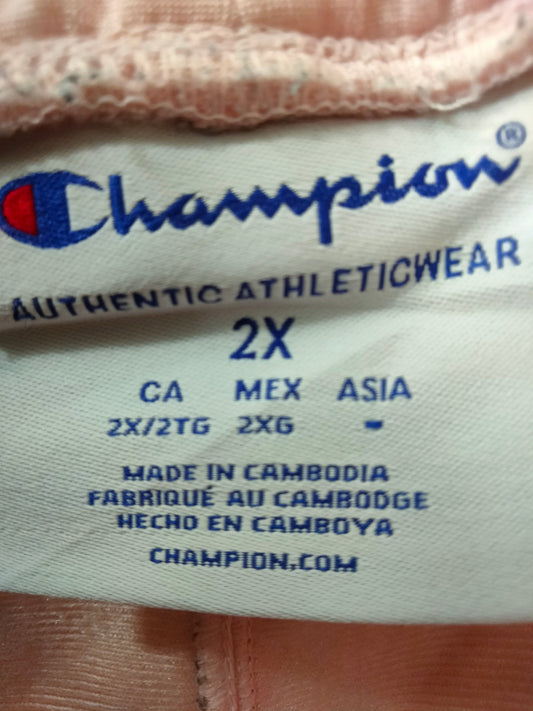 Champion®
AUTHENTIC ATHLETICWEAR
2X
CA MEX ASIA
2X/2TG 2XG -
MADE IN CAMBODIA
FABRIQUÉ AU CAMBODGE
HECHO EN CAMBOYA
CHAMPION.COM